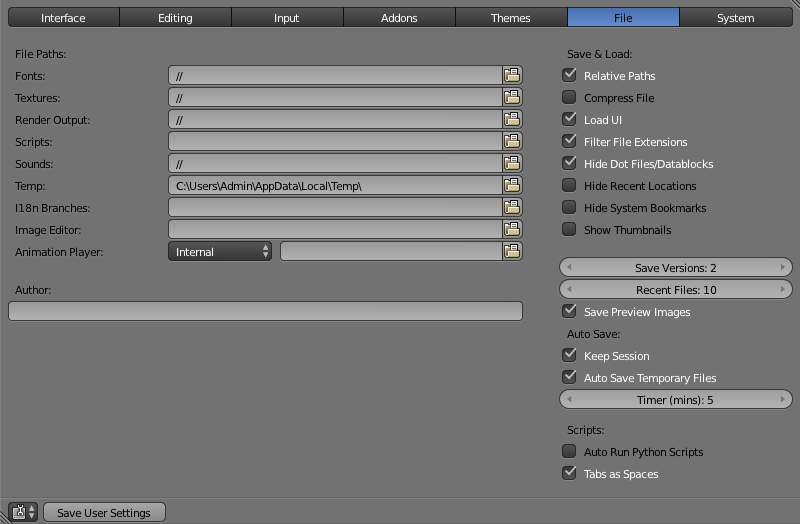 Interface Editing Input Addons Themes File System
File Paths:
Fonts: //
Textures: //
Render Output: //
Scripts:
Sounds: //
Temp: C:\Users\Admin\AppData\Local\Temp\
I18n Branches:
Image Editor:
Animation Player: Internal
Author:
Save & Load:
Relative Paths
Compress File
Load UI
Filter File Extensions
Hide Dot Files/Datablocks
Hide Recent Locations
Hide System Bookmarks
Show Thumbnails
Save Versions: 2
Recent Files: 10
Save Preview Images
Auto Save:
Keep Session
Auto Save Temporary Files
Timer (mins): 5
Scripts:
Auto Run Python Scripts
Tabs as Spaces
Save User Settings